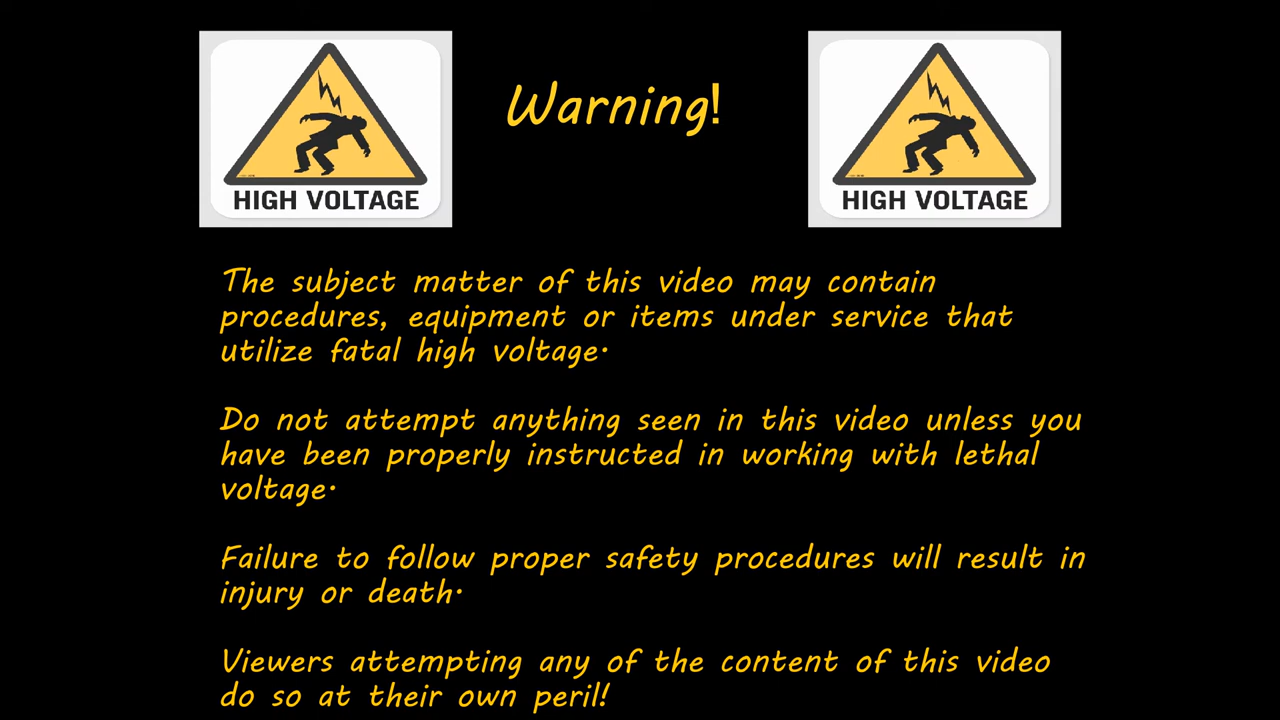 Warning!
HIGH VOLTAGE
HIGH VOLTAGE
The subject matter of this video may contain
procedures, equipment or items under service that
utilize fatal high voltage.
Do not attempt anything seen in this video unless you
have been properly instructed in working with lethal
voltage.
Failure to follow proper safety procedures will result in
injury or death.
Viewers attempting any of the content of this video
do so at their own peril!